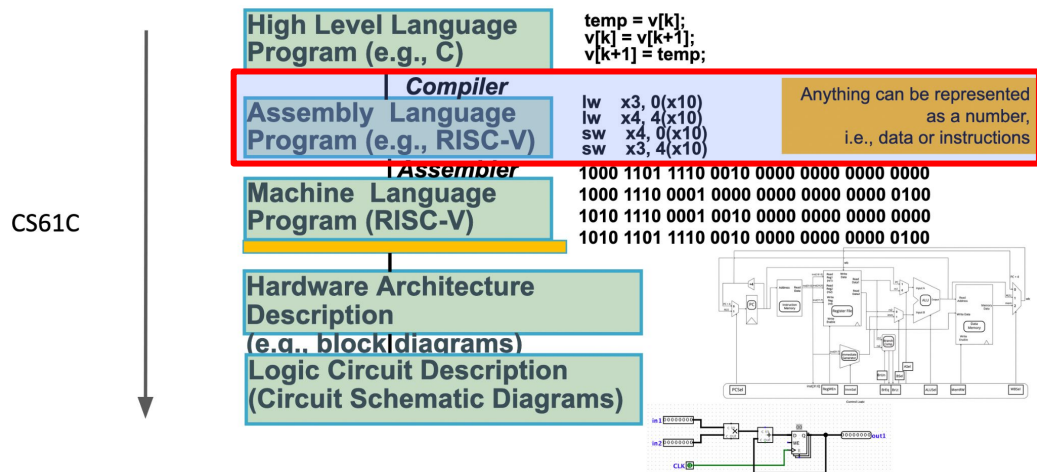 High Level Language
Program (e.g., C)
temp = v[k];
v[k] = v[k+1];
v[k+1] = temp;
Compiler
Assembly Language
Program (e.g., RISC-V)
lw x3, 0(x10)
lw x4, 4(x10)
sw x4, 0(x10)
sw x3, 4(x10)
Anything can be represented
as a number,
i.e., data or instructions
Assembler
Machine Language
Program (RISC-V)
1000 1101 1110 0010 0000 0000 0000 0000
1000 1110 0001 0000 0000 0000 0000 0100
1010 1110 0001 0010 0000 0000 0000 0000
1010 1101 1110 0010 0000 0000 0000 0100
CS61C
Hardware Architecture
Description
(e.g., block diagrams)
Logic Circuit Description
(Circuit Schematic Diagrams)
PC
ALU
PCSel
in1
in2
CLK
out1